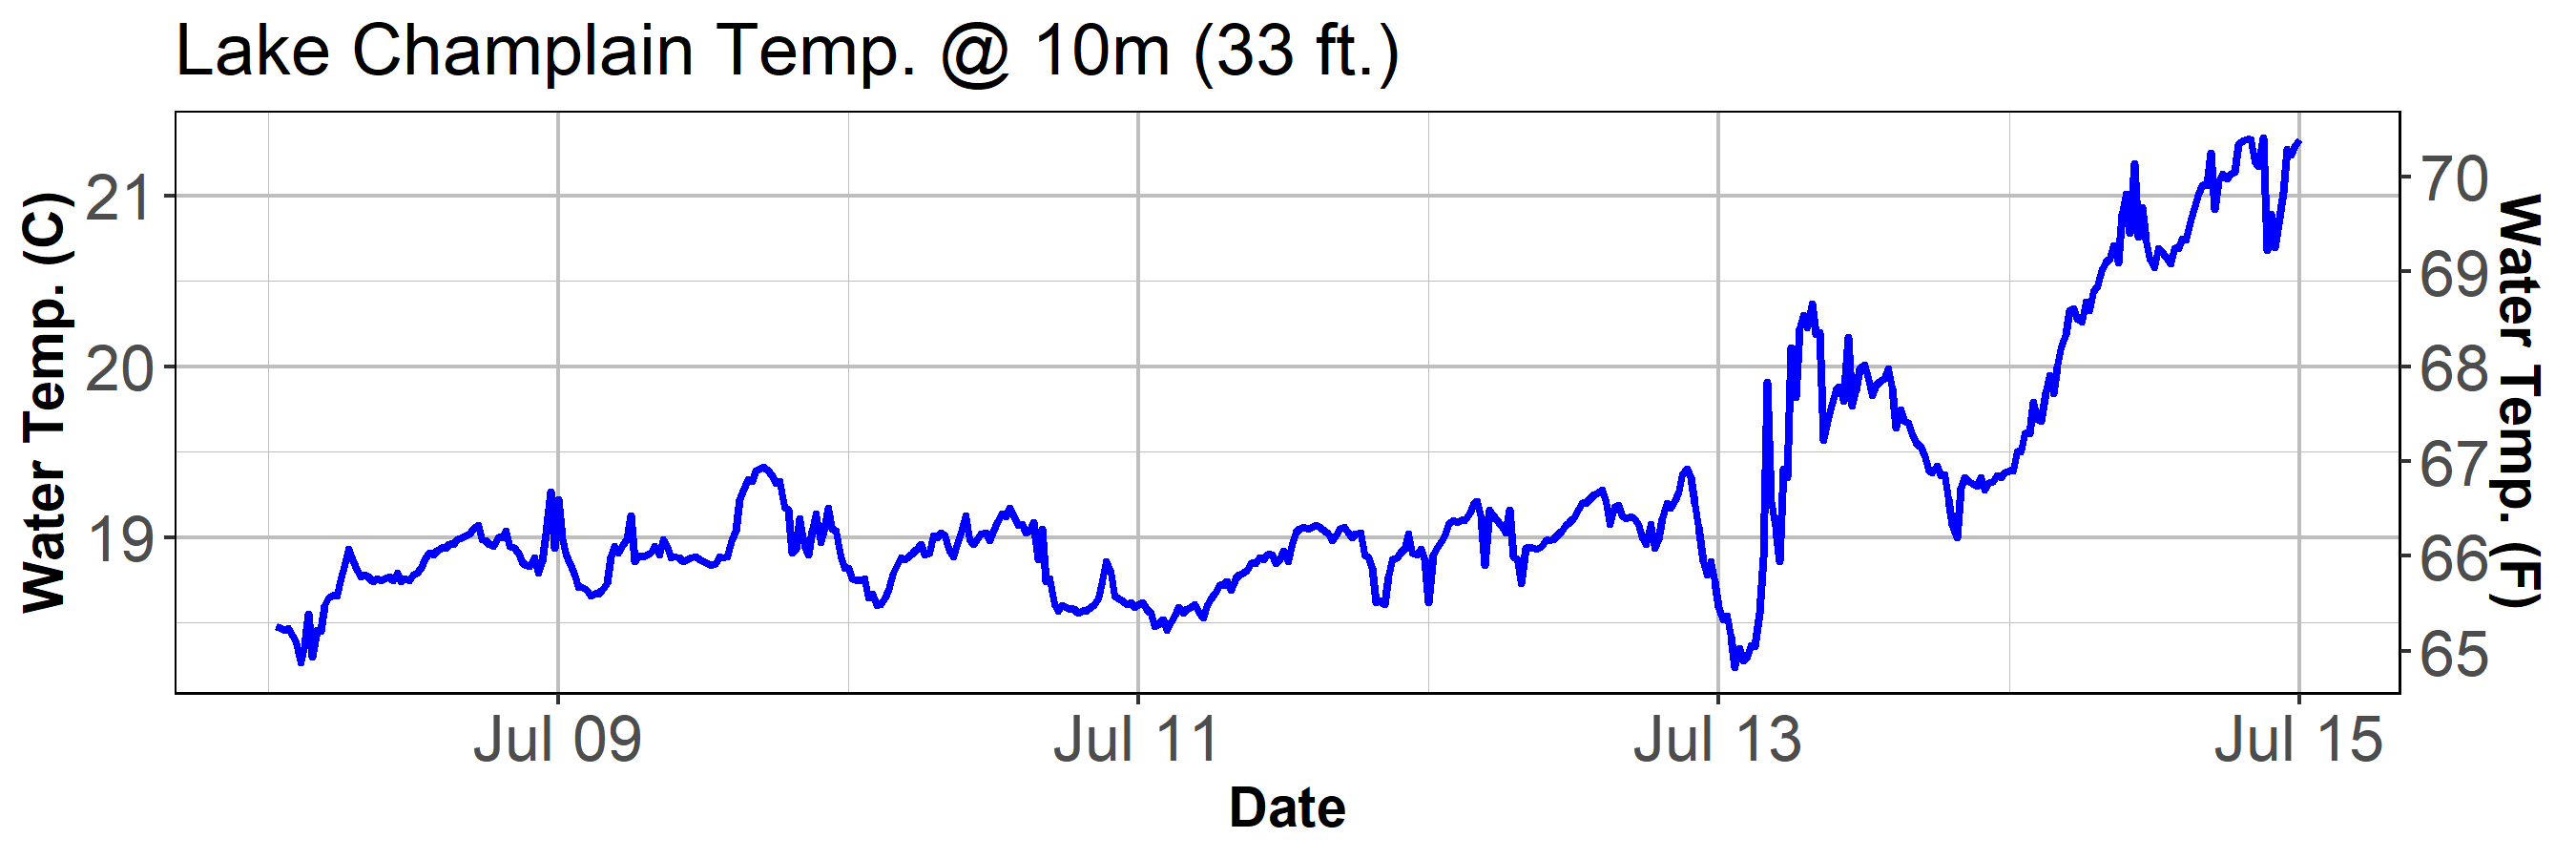 Lake Champlain Temp. @ 10m (33 ft.)
Water Temp. (C)
21
20
19
70
69
68
67
66
65
Water Temp. (F)
Jul 09
Jul 11
Jul 13
Jul 15
Date